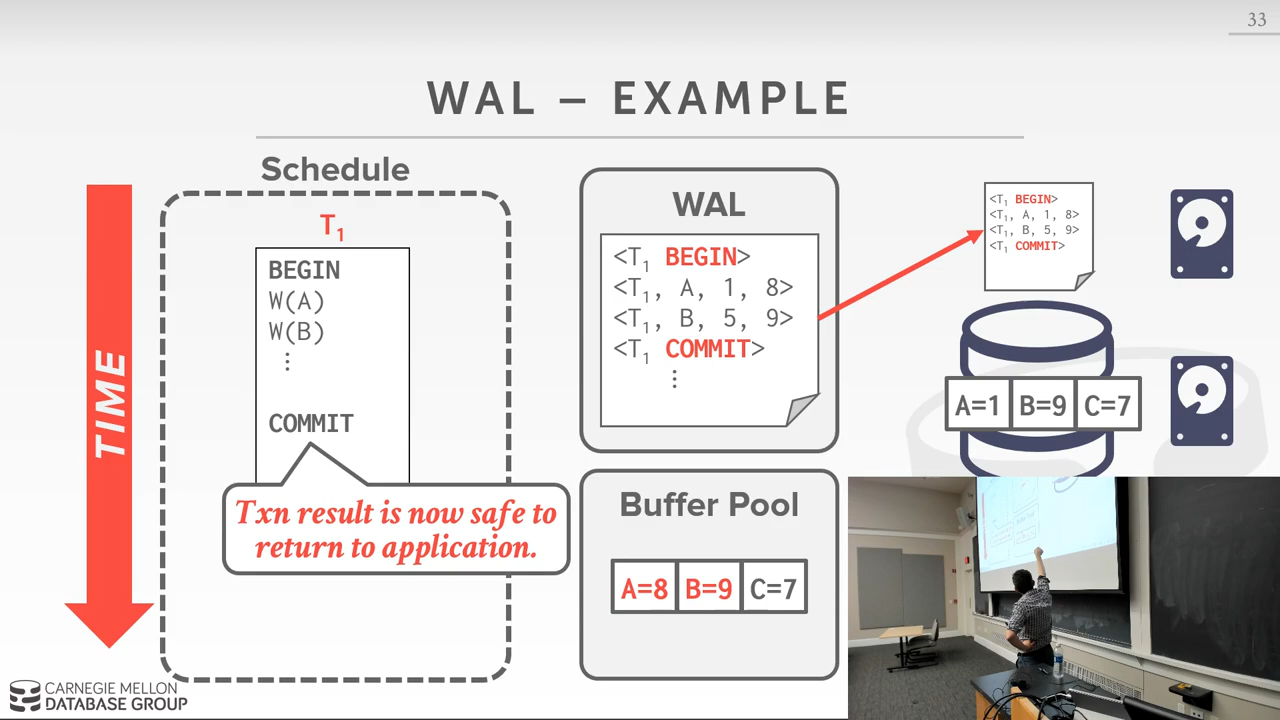 33
WAL – EXAMPLE
Schedule
TIME
T1
BEGIN
W(A)
W(B)
⋮
COMMIT
Txn result is now safe to
return to application.
WAL
<T1 BEGIN>
<T1, A, 1, 8>
<T1, B, 5, 9>
<T1 COMMIT>
⋮
Buffer Pool
A=8 B=9 C=7
<T1 BEGIN>
<T1, A, 1, 8>
<T1, B, 5, 9>
<T1 COMMIT>
A=1 B=9 C=7
CARNEGIE MELLON
DATABASE GROUP